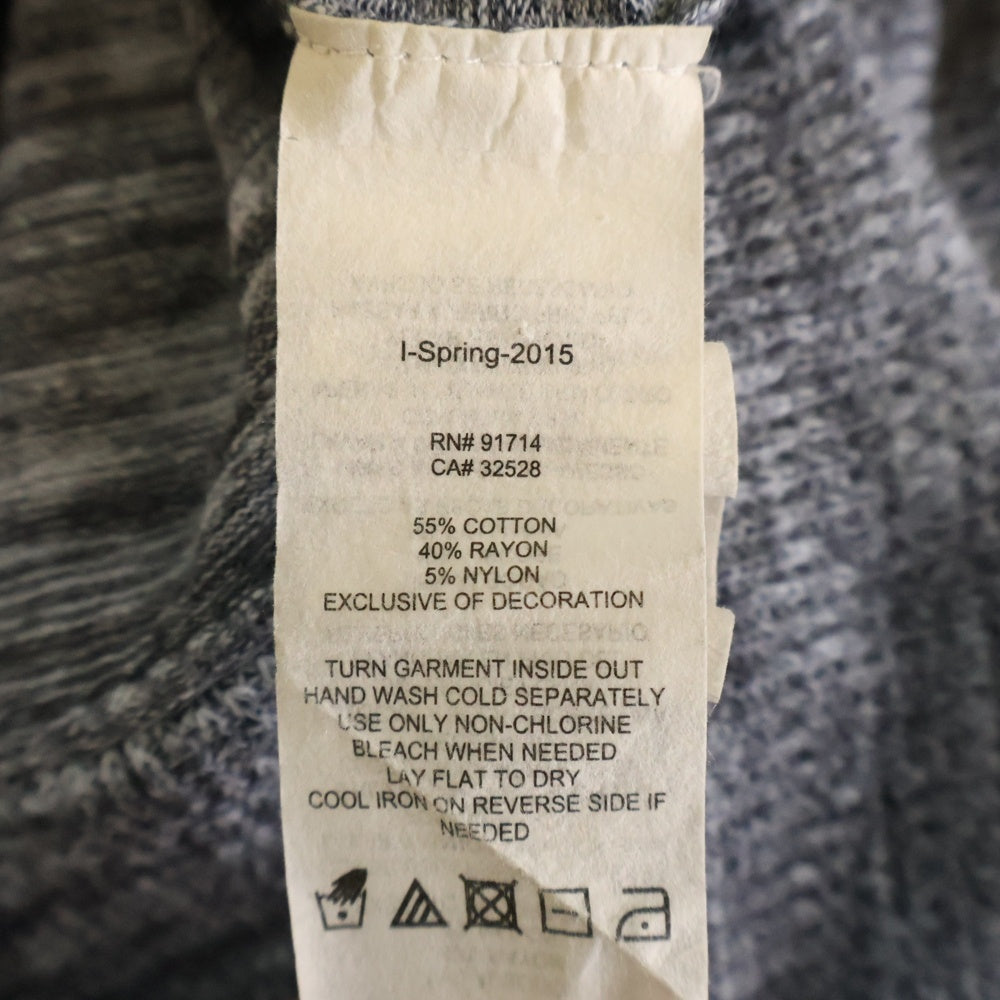 I-Spring-2015
RN# 91714
CA# 32528
55% COTTON
40% RAYON
5% NYLON
EXCLUSIVE OF DECORATION
TURN GARMENT INSIDE OUT
HAND WASH COLD SEPARATELY
USE ONLY NON-CHLORINE
BLEACH WHEN NEEDED
LAY FLAT TO DRY
COOL IRON ON REVERSE SIDE IF
NEEDED